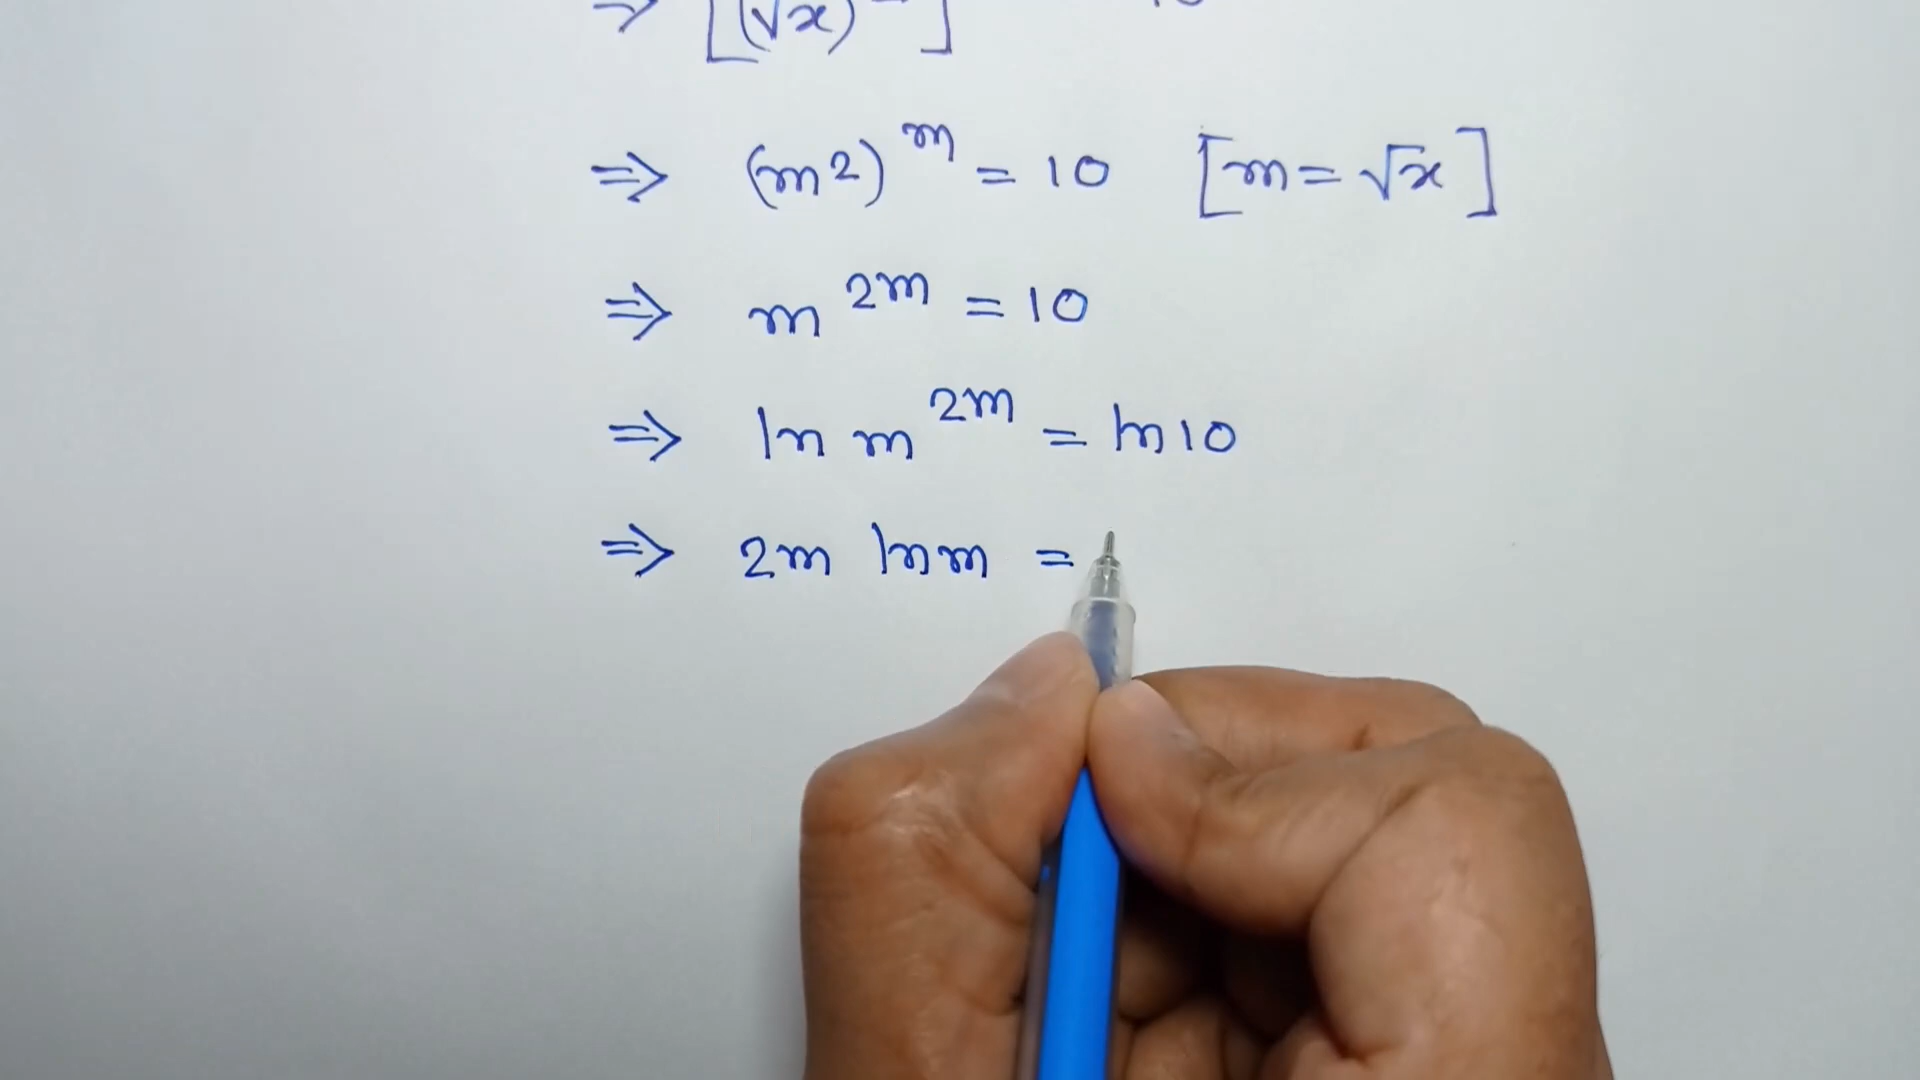 ⇒ [(√x)
⇒ (m2)^m = 10 [m = √x]
⇒ m^2m = 10
⇒ ln m^2m = ln 10
⇒ 2m ln m =